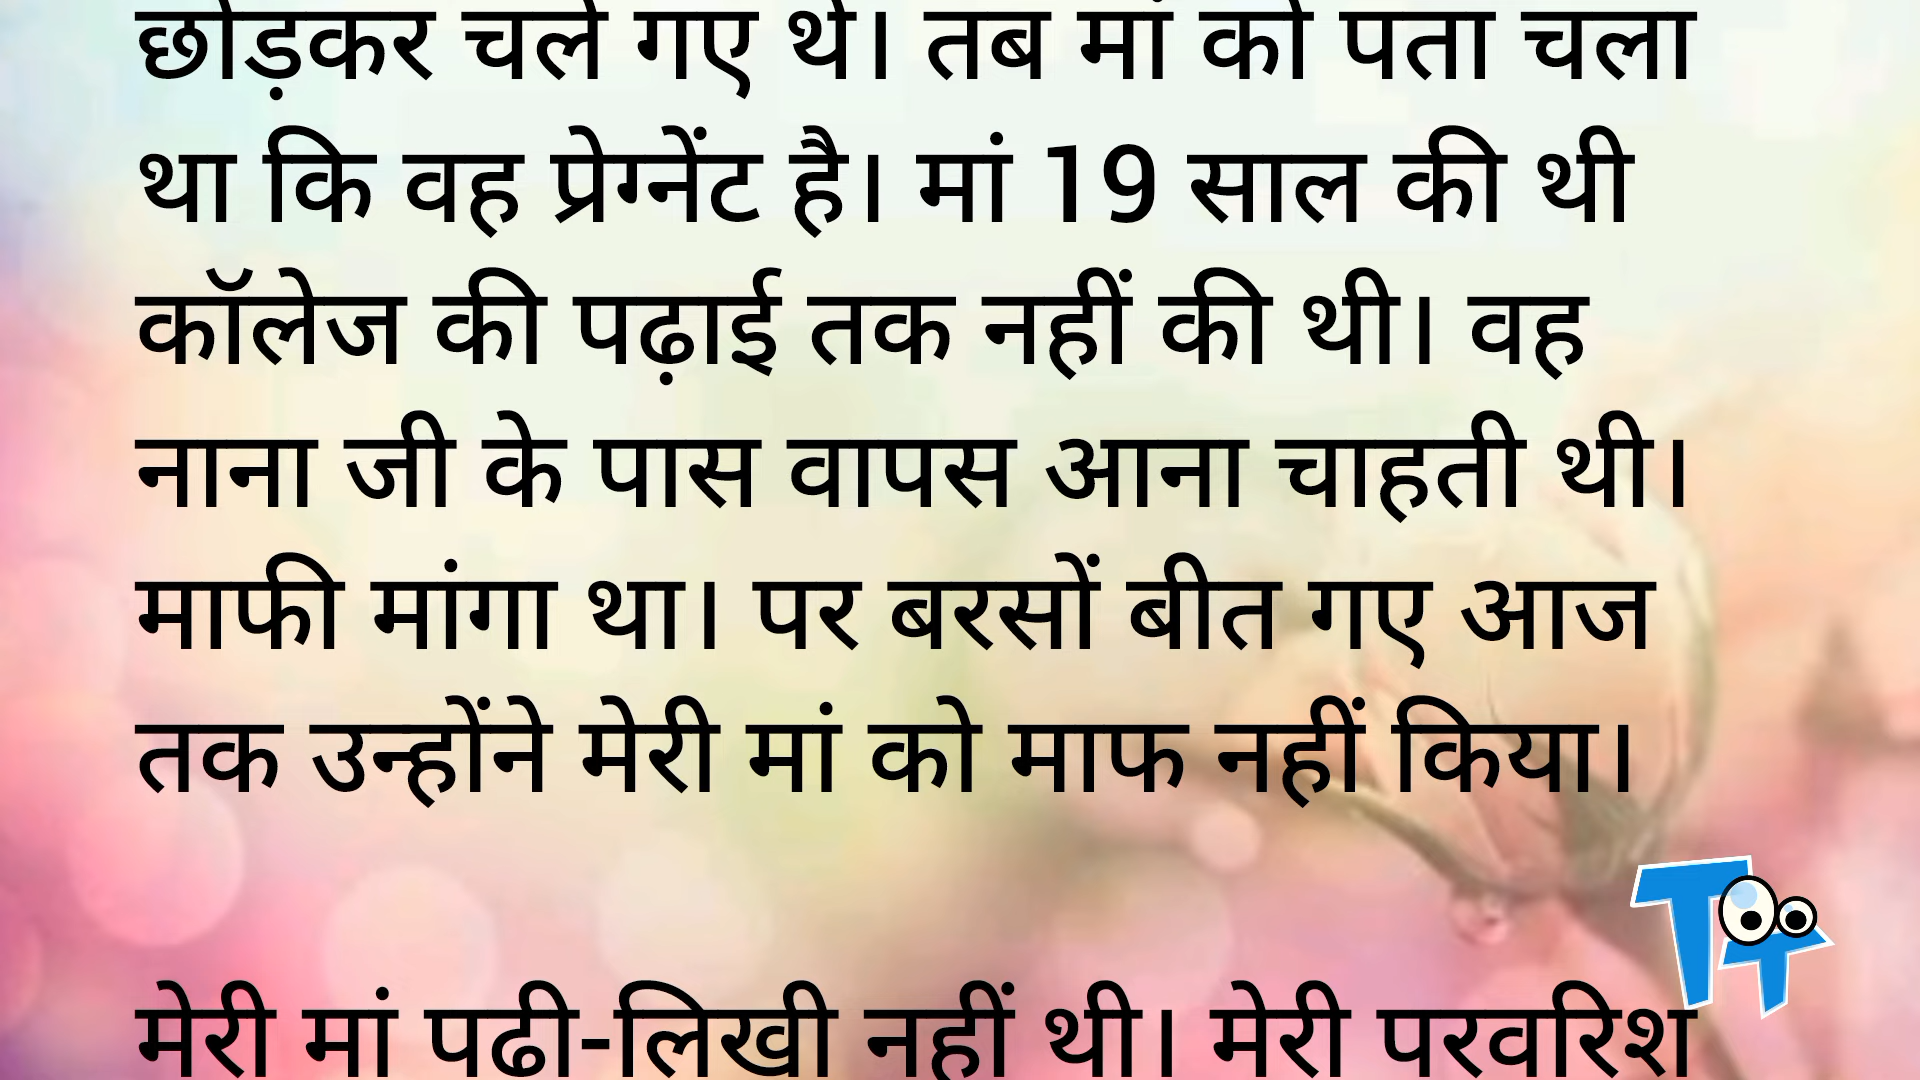 छोड़कर चले गए थे। तब मां को पता चला
था कि वह प्रेग्नेंट है। मां 19 साल की थी
कॉलेज की पढ़ाई तक नहीं की थी। वह
नाना जी के पास वापस आना चाहती थी।
माफी मांगा था। पर बरसों बीत गए आज
तक उन्होंने मेरी मां को माफ नहीं किया।
मेरी मां पढी-लिखी नहीं थी। मेरी परवरिश